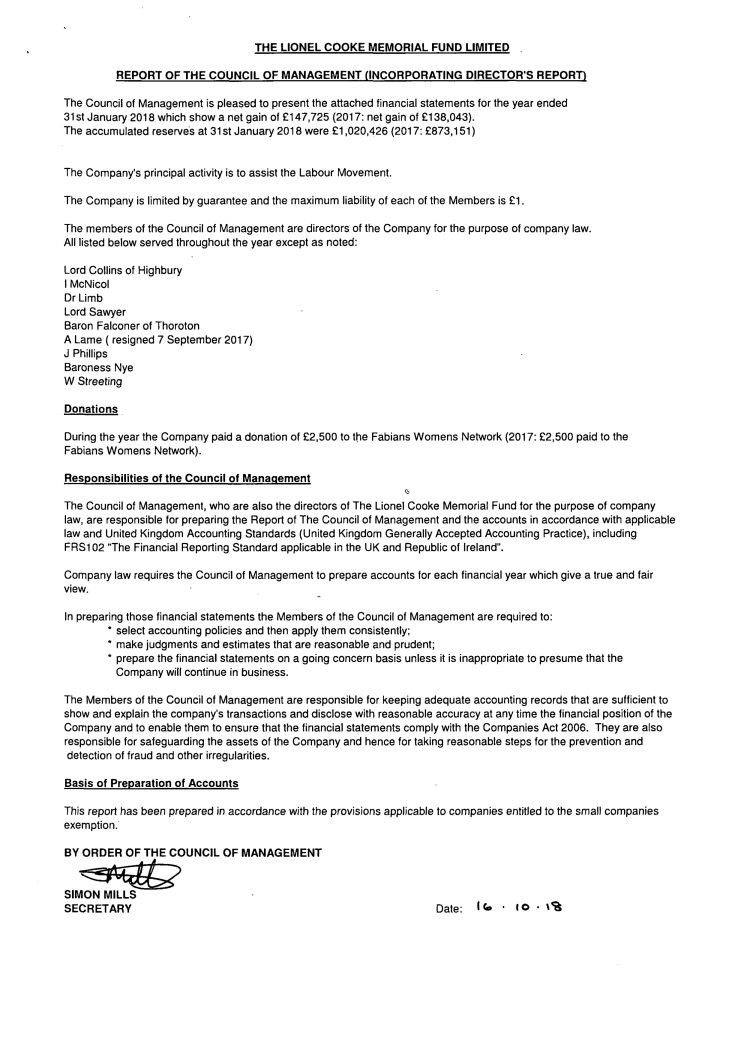 THE LIONEL COOKE MEMORIAL FUND LIMITED
REPORT OF THE COUNCIL OF MANAGEMENT (INCORPORATING DIRECTOR'S REPORT)
The Council of Management is pleased to present the attached financial statements for the year ended
31st January 2018 which show a net gain of £147,725 (2017: net gain of £138,043).
The accumulated reserves at 31st January 2018 were £1,020,426 (2017: £873,151)
The Company's principal activity is to assist the Labour Movement.
The Company is limited by guarantee and the maximum liability of each of the Members is £1.
The members of the Council of Management are directors of the Company for the purpose of company law.
All listed below served throughout the year except as noted:
Lord Collins of Highbury
I McNicol
Dr Limb
Lord Sawyer
Baron Falconer of Thoroton
A Lame ( resigned 7 September 2017)
J Phillips
Baroness Nye
W Streeting
Donations
During the year the Company paid a donation of £2,500 to the Fabians Womens Network (2017: £2,500 paid to the
Fabians Womens Network).
Responsibilities of the Council of Management
The Council of Management, who are also the directors of The Lionel Cooke Memorial Fund for the purpose of company
law, are responsible for preparing the Report of The Council of Management and the accounts in accordance with applicable
law and United Kingdom Accounting Standards (United Kingdom Generally Accepted Accounting Practice), including
FRS102 "The Financial Reporting Standard applicable in the UK and Republic of Ireland".
Company law requires the Council of Management to prepare accounts for each financial year which give a true and fair
view.
In preparing those financial statements the Members of the Council of Management are required to:
* select accounting policies and then apply them consistently;
* make judgments and estimates that are reasonable and prudent;
* prepare the financial statements on a going concern basis unless it is inappropriate to presume that the
Company will continue in business.
The Members of the Council of Management are responsible for keeping adequate accounting records that are sufficient to
show and explain the company's transactions and disclose with reasonable accuracy at any time the financial position of the
Company and to enable them to ensure that the financial statements comply with the Companies Act 2006. They are also
responsible for safeguarding the assets of the Company and hence for taking reasonable steps for the prevention and
detection of fraud and other irregularities.
Basis of Preparation of Accounts
This report has been prepared in accordance with the provisions applicable to companies entitled to the small companies
exemption.
BY ORDER OF THE COUNCIL OF MANAGEMENT
SIMON MILLS
SECRETARY
Date: 16 . 10 . 18